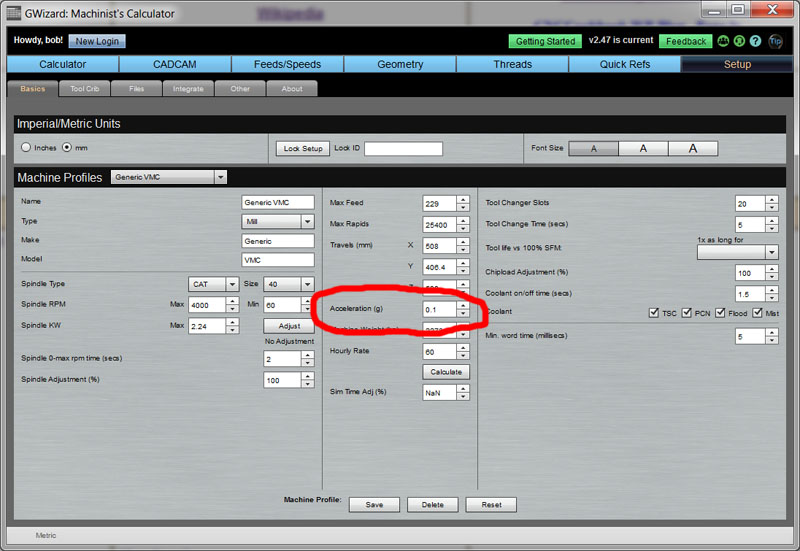 GWizard: Machinist's Calculator
Wikipedia
Howdy, bob! New Login Getting Started v2.47 is current Feedback ? Tip
Calculator CADCAM Feeds/Speeds Geometry Threads Quick Refs Setup
Basics Tool Crib Files Integrate Other About
Imperial/Metric Units
Inches mm Lock Setup Lock ID Font Size A A A
Machine Profiles Generic VMC
Name Generic VMC
Type Mill
Make Generic
Model VMC
Spindle Type CAT Size 40
Spindle RPM Max 4000 Min 60
Spindle KW Max 2.24 Adjust
No Adjustment
Spindle 0-max rpm time (secs) 2
Spindle Adjustment (%) 100
Max Feed 229
Max Rapids 25400
Travels (mm) X 508
Y 406.4
Z
Acceleration (g) 0.1
Machine Weight
Hourly Rate 60
Calculate
Sim Time Adj (%) NaN
Tool Changer Slots 20
Tool Change Time (secs) 5
Tool life vs 100% SFM: 1x as long for
Chipload Adjustment (%) 100
Coolant on/off time (secs) 1.5
Coolant TSC PCN Flood Mist
Min. word time (millisecs) 5
Machine Profile: Save Delete Reset
Metric